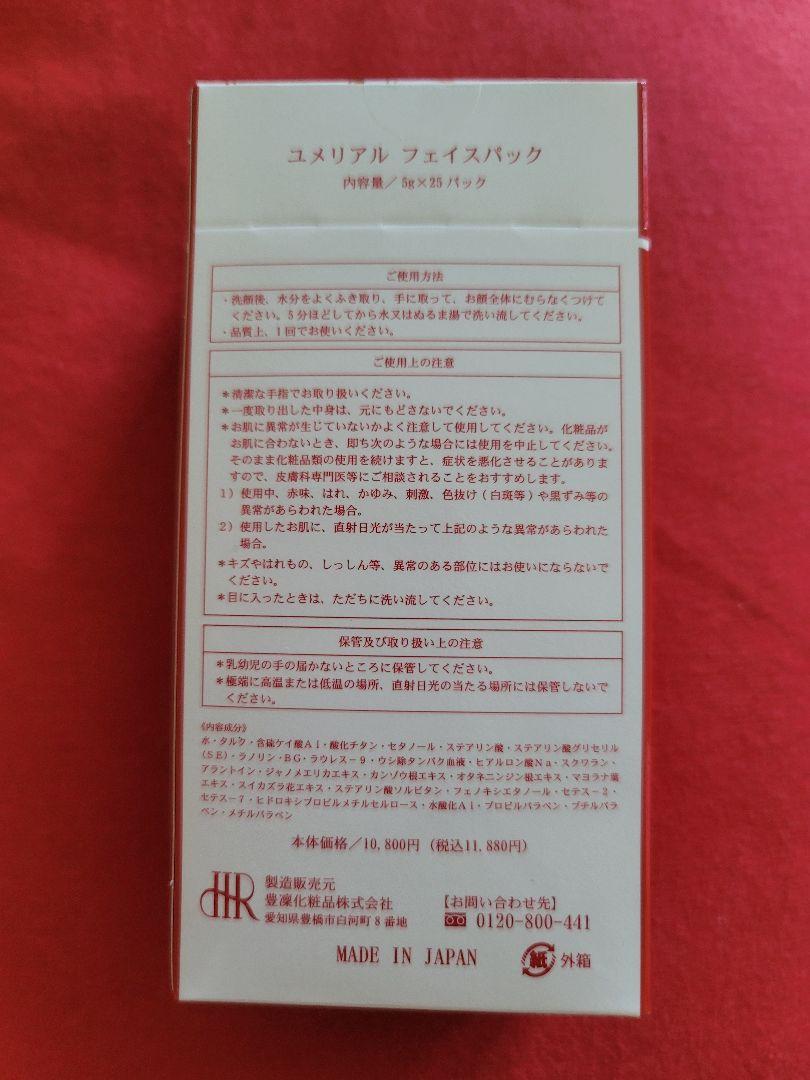 ユメリアル フェイスパック
内容量／5g×25パック
ご使用方法
・洗顔後、水分をよくふき取り、手に取って、お顔全体にむらなくつけて
ください。5分ほどしてから水又はぬるま湯で洗い流してください。
・品質上、1回でお使いください。
ご使用上の注意
＊清潔な手指でお取り扱いください。
＊一度取り出した中身は、元にもどさないでください。
＊お肌に異常が生じていないかよく注意して使用してください。化粧品が
お肌に合わないとき、即ち次のような場合には使用を中止してください。
そのまま化粧品類の使用を続けますと、症状を悪化させることがありま
すので、皮膚科専門医等にご相談されることをおすすめします。
1）使用中、赤味、はれ、かゆみ、刺激、色抜け（白斑等）や黒ずみ等の
異常があらわれた場合。
2）使用したお肌に、直射日光が当たって上記のような異常があらわれた
場合。
＊キズやはれもの、しっしん等、異常のある部位にはお使いにならないで
ください。
＊目に入ったときは、ただちに洗い流してください。
保管及び取り扱い上の注意
＊乳幼児の手の届かないところに保管してください。
＊極端に高温または低温の場所、直射日光の当たる場所には保管しないで
ください。
《内容成分》
水・タルク・含硫ケイ酸Al・酸化チタン・セタノール・ステアリン酸・ステアリン酸グリセリル
(SE)・ラノリン・BG・ラウレス－9・ウシ除タンパク血液・ヒアルロン酸Na・スクワラン・
アラントイン・ジャノメエリカエキス・カンゾウ根エキス・オタネニンジン根エキス・マヨラナ葉
エキス・スイカズラ花エキス・ステアリン酸ソルビタン・フェノキシエタノール・セテス－2・
セテス－7・ヒドロキシプロピルメチルセルロース・水酸化Al・プロピルパラベン・ブチルパラ
ベン・メチルパラベン
本体価格／10,800円（税込11,880円）
HR
製造販売元
豊凜化粧品株式会社
愛知県豊橋市白河町8番地
【お問い合わせ先】
0120-800-441
MADE IN JAPAN
紙 外箱